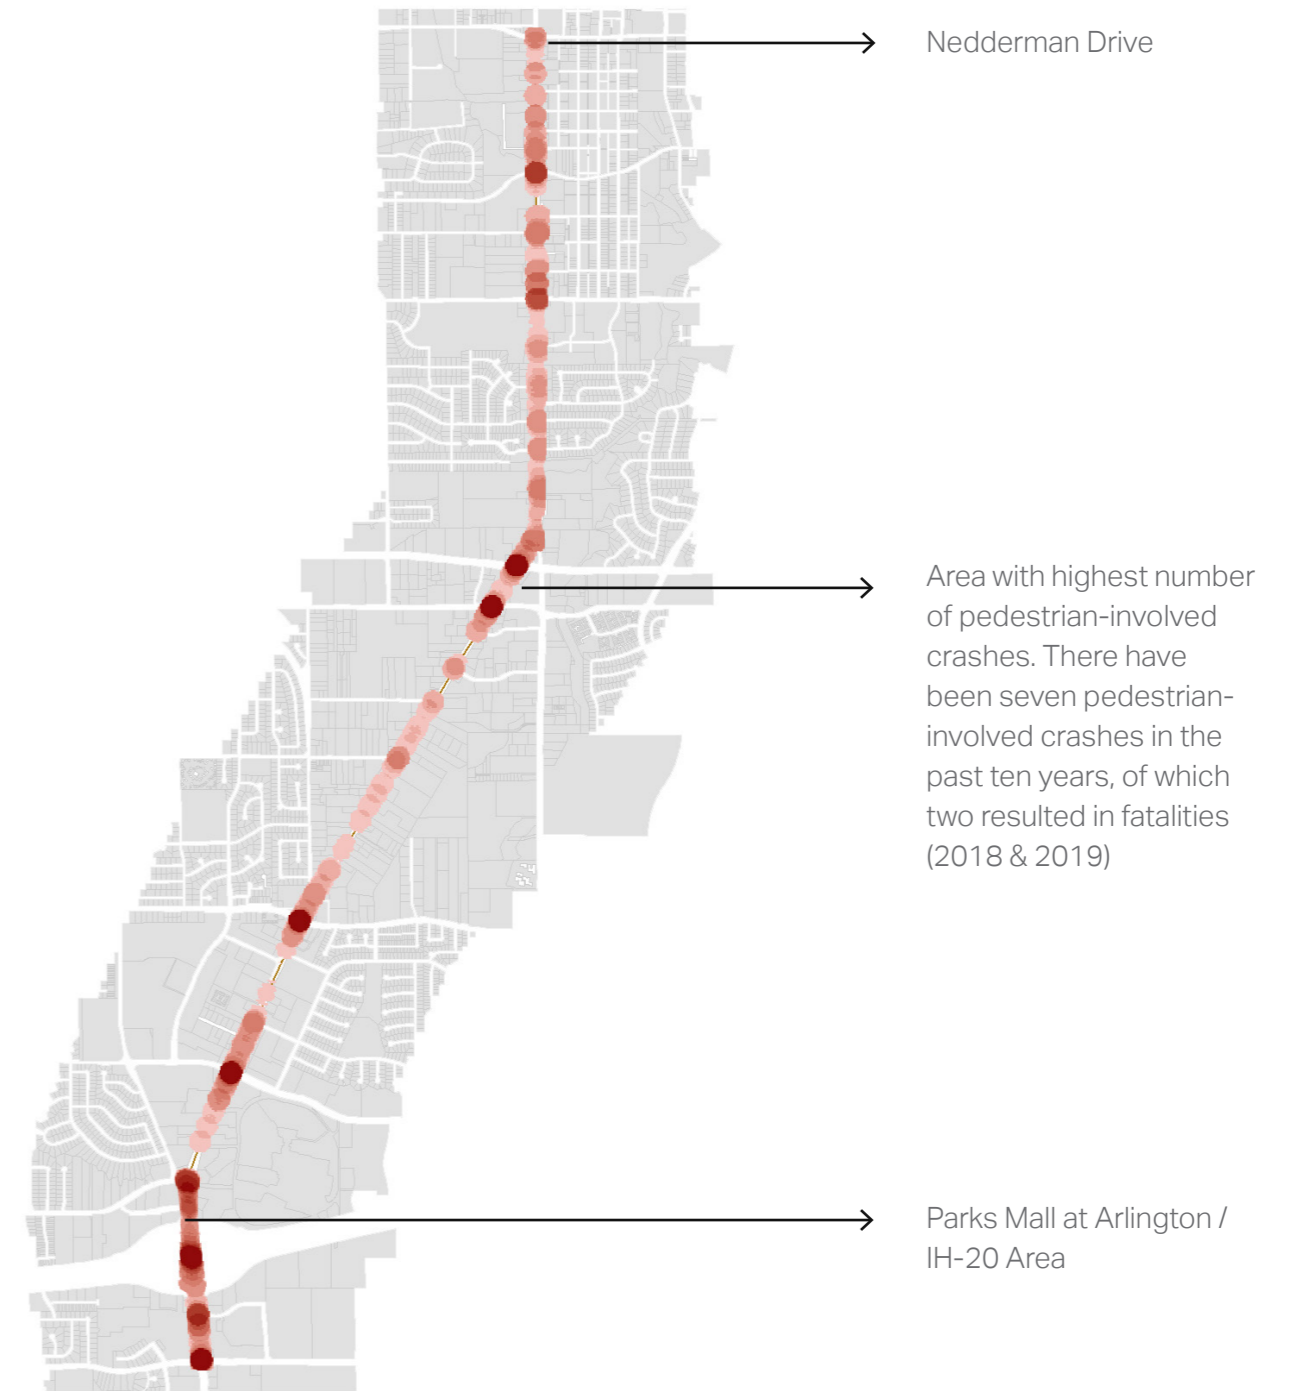 Nedderman Drive
Area with highest number
of pedestrian-involved
crashes. There have
been seven pedestrian-
involved crashes in the
past ten years, of which
two resulted in fatalities
(2018 & 2019)
Parks Mall at Arlington /
IH-20 Area